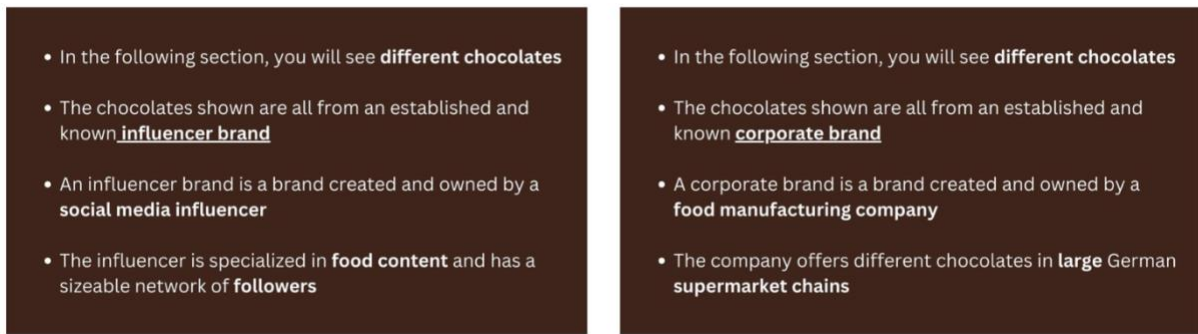 • In the following section, you will see different chocolates
• The chocolates shown are all from an established and
known influencer brand
• An influencer brand is a brand created and owned by a
social media influencer
• The influencer is specialized in food content and has a
sizeable network of followers
• In the following section, you will see different chocolates
• The chocolates shown are all from an established and
known corporate brand
• A corporate brand is a brand created and owned by a
food manufacturing company
• The company offers different chocolates in large German
supermarket chains